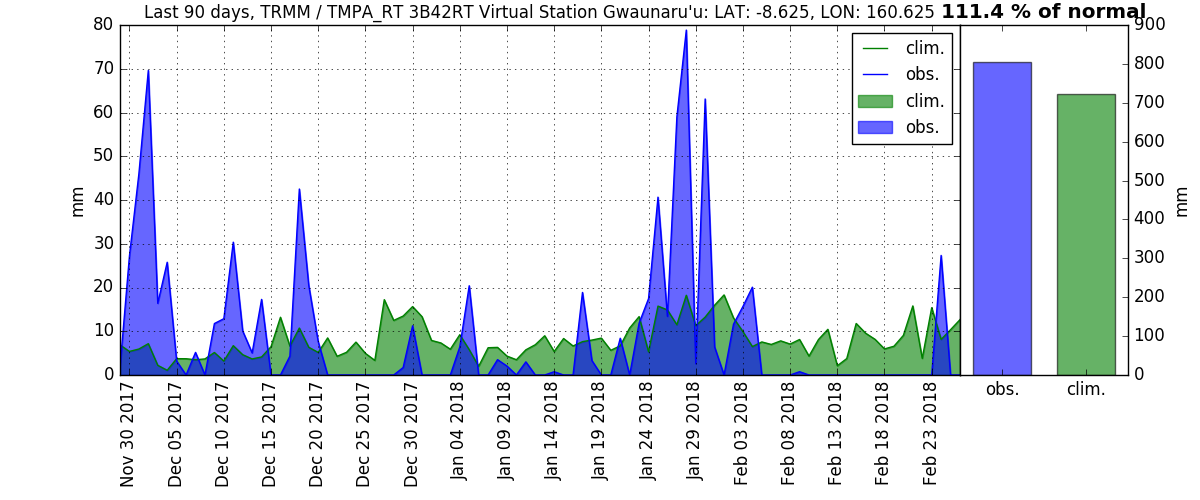 Last 90 days, TRMM / TMPA_RT 3B42RT Virtual Station Gwaunaru'u: LAT: -8.625, LON: 160.625 111.4 % of normal
80
70
60
50
40
30
20
10
0
mm
clim.
obs.
clim.
obs.
900
800
700
600
500
400
300
200
100
0
mm
Nov 30 2017
Dec 05 2017
Dec 10 2017
Dec 15 2017
Dec 20 2017
Dec 25 2017
Dec 30 2017
Jan 04 2018
Jan 09 2018
Jan 14 2018
Jan 19 2018
Jan 24 2018
Jan 29 2018
Feb 03 2018
Feb 08 2018
Feb 13 2018
Feb 18 2018
Feb 23 2018
obs.
clim.